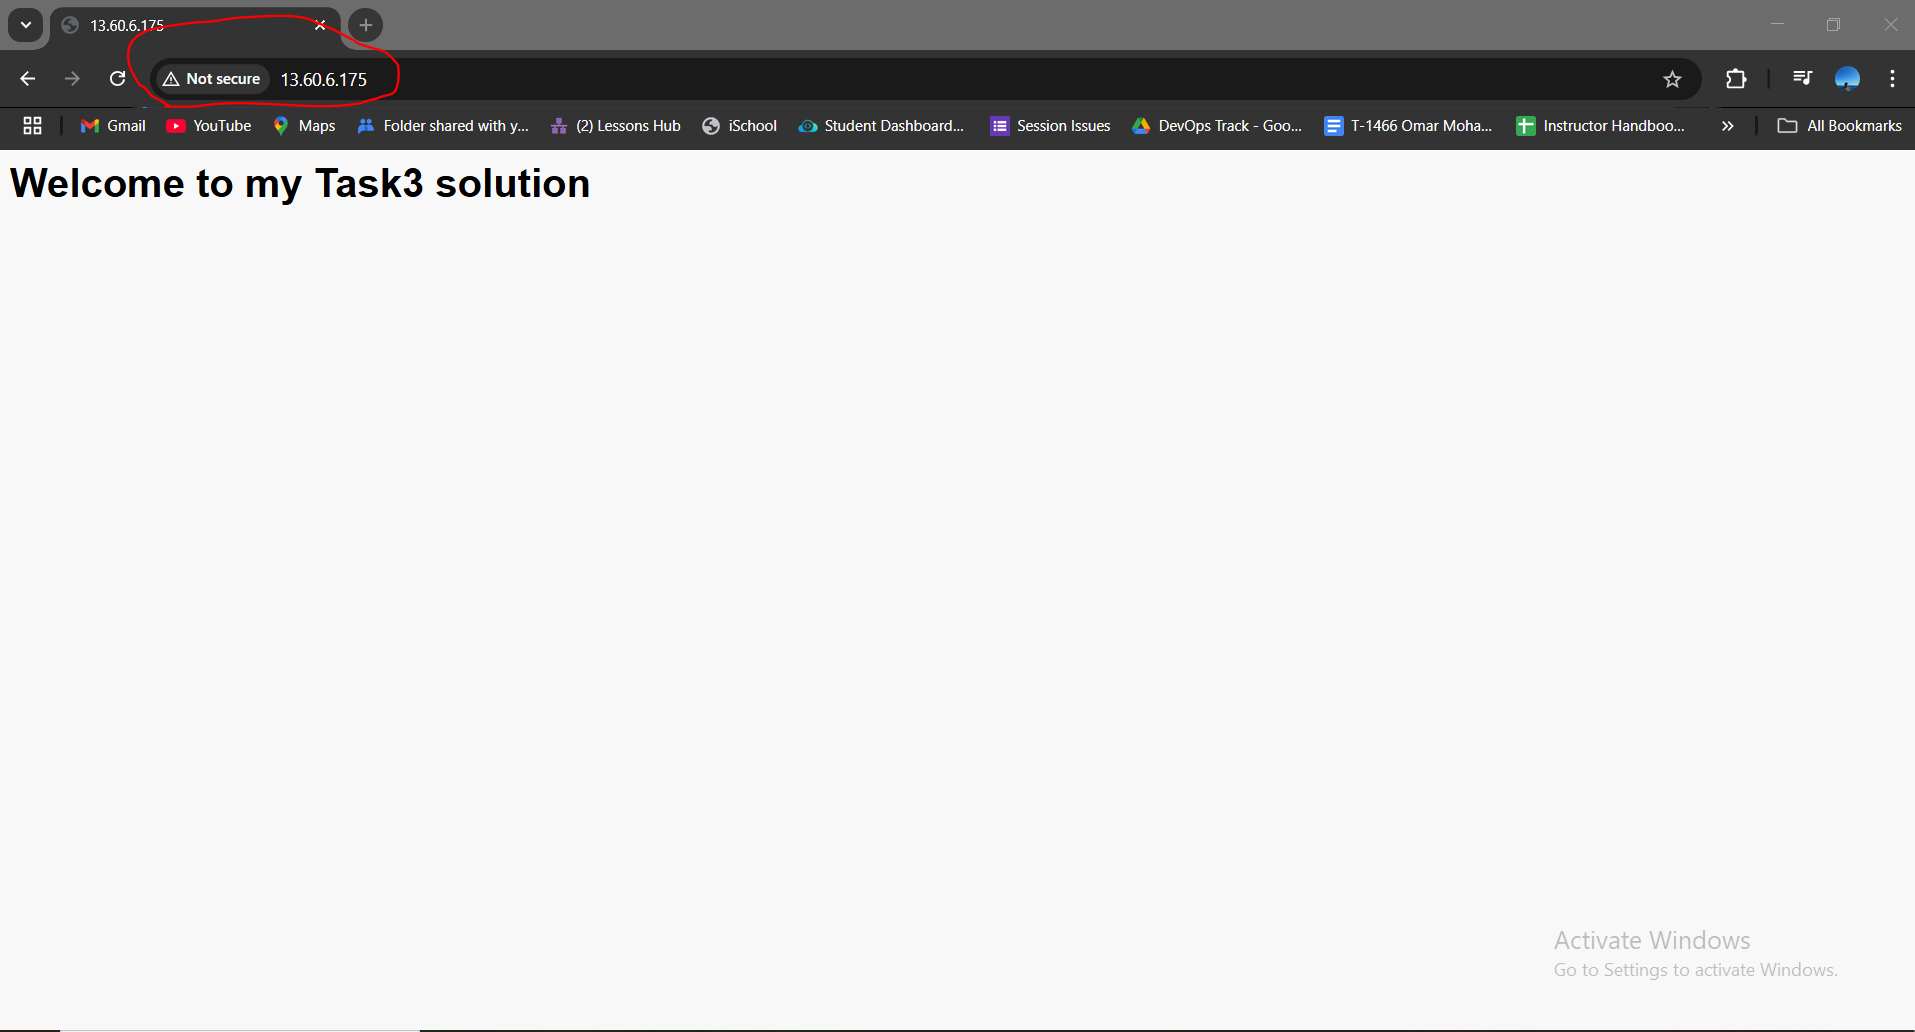 13.60.6.175
Not secure 13.60.6.175
Gmail YouTube Maps Folder shared with y... (2) Lessons Hub iSchool Student Dashboard... Session Issues DevOps Track - Goo... T-1466 Omar Moha... Instructor Handboo... All Bookmarks
Welcome to my Task3 solution
Activate Windows
Go to Settings to activate Windows.